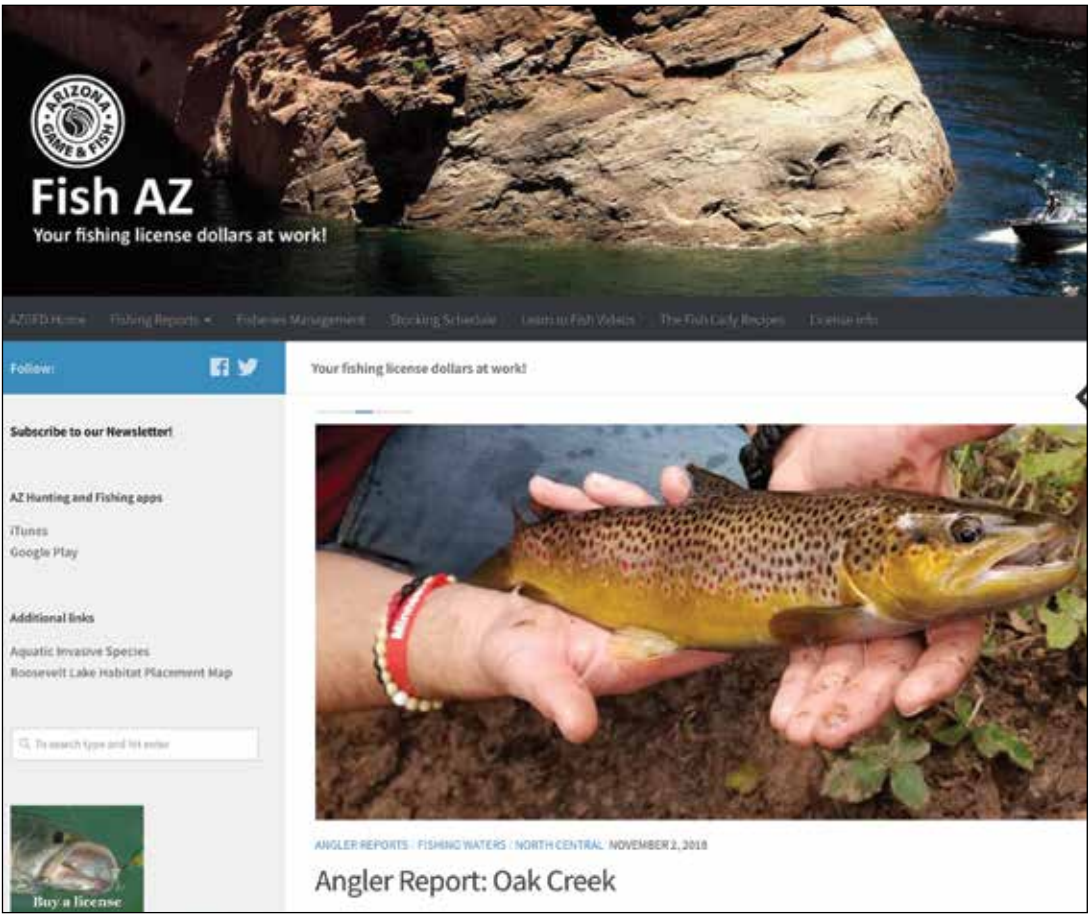 ARIZONA
GAME & FISH
Fish AZ
Your fishing license dollars at work!
AZGFD Home Fishing Reports Fisheries Management Stocking Schedule Learn to Fish Videos The Fish Lady Recipes License info
Follow:
Your fishing license dollars at work!
Subscribe to our Newsletter!
AZ Hunting and Fishing apps
iTunes
Google Play
Additional links
Aquatic Invasive Species
Roosevelt Lake Habitat Placement Map
To search type and hit enter
Buy a license
ANGLER REPORTS / FISHING WATERS / NORTH CENTRAL NOVEMBER 2, 2018
Angler Report: Oak Creek